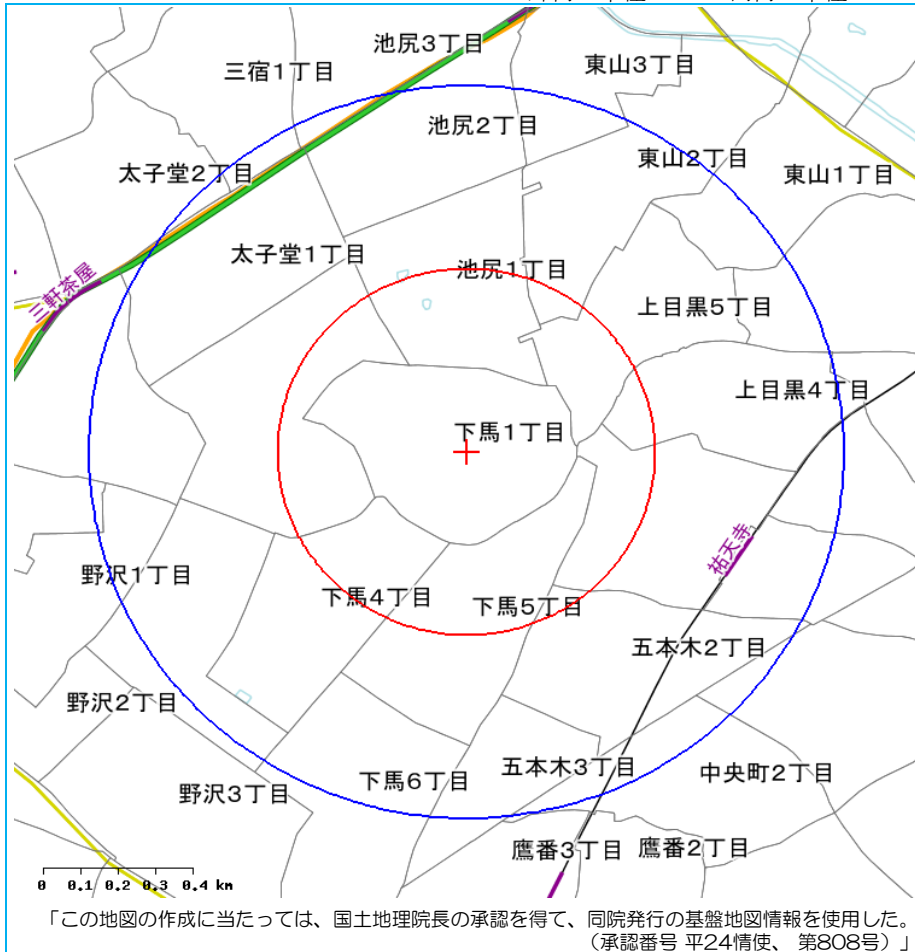 池尻3丁目
三宿1丁目
東山3丁目
池尻2丁目
東山2丁目
太子堂2丁目
東山1丁目
太子堂1丁目
池尻1丁目
三軒茶屋
上目黒5丁目
上目黒4丁目
下馬1丁目
祐天寺
野沢1丁目
下馬4丁目
下馬5丁目
五本木2丁目
野沢2丁目
五本木3丁目
中央町2丁目
下馬6丁目
野沢3丁目
鷹番3丁目
鷹番2丁目
0 0.1 0.2 0.3 0.4 km
「この地図の作成に当たっては、国土地理院長の承認を得て、同院発行の基盤地図情報を使用した。
（承認番号 平24情使、 第808号）」